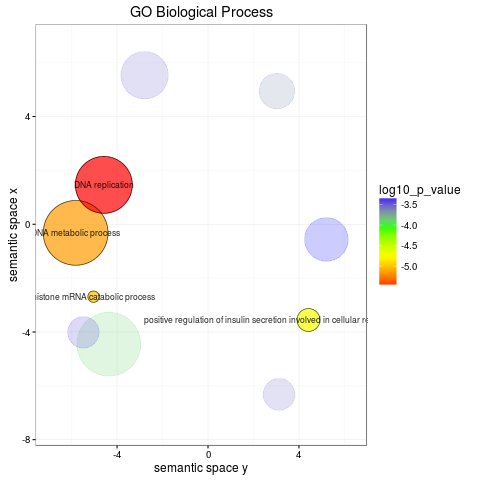 GO Biological Process
semantic space x
4
0
-4
-8
DNA replication
NA metabolic process
istone mRNA catabolic process
positive regulation of insulin secretion involved in cellular re
-4
0
4
semantic space y
log10_p_value
-3.5
-4.0
-4.5
-5.0